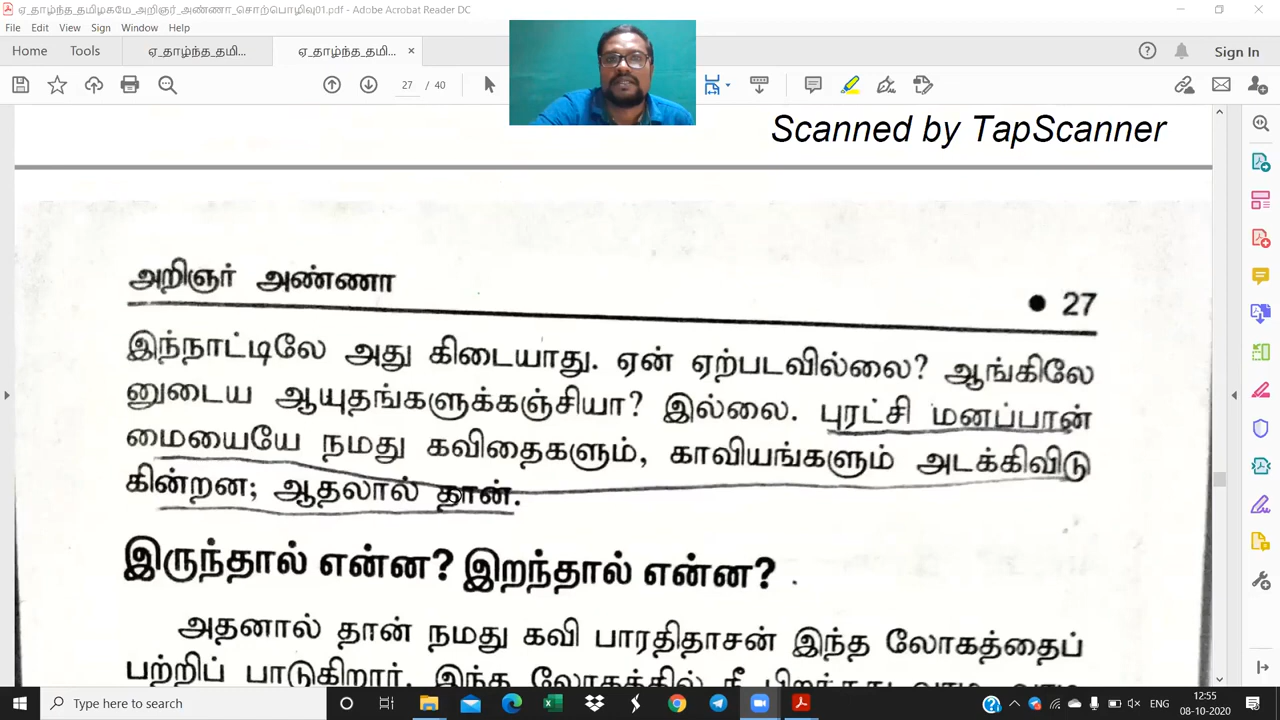 ஏ_தாழ்ந்த_தமிழகமே_அறிஞர்_அண்ணா_சொற்பொழிவு01.pdf - Adobe Acrobat Reader DC
File Edit View Sign Window Help
Home Tools ஏ_தாழ்ந்த_தமி... ஏ_தாழ்ந்த_தமி... × Sign In
27 / 40
Scanned by TapScanner
அறிஞர் அண்ணா ● 27
இந்நாட்டிலே அது கிடையாது. ஏன் ஏற்படவில்லை? ஆங்கிலே
னுடைய ஆயுதங்களுக்கஞ்சியா? இல்லை. புரட்சி மனப்பான்
மையையே நமது கவிதைகளும், காவியங்களும் அடக்கிவிடு
கின்றன; ஆதலால் தான்.
இருந்தால் என்ன? இறந்தால் என்ன?
அதனால் தான் நமது கவி பாரதிதாசன் இந்த லோகத்தைப்
பற்றிப் பாடுகிறார். இந்த லோகத்தில் நீ
Type here to search
ENG
12:55
08-10-2020